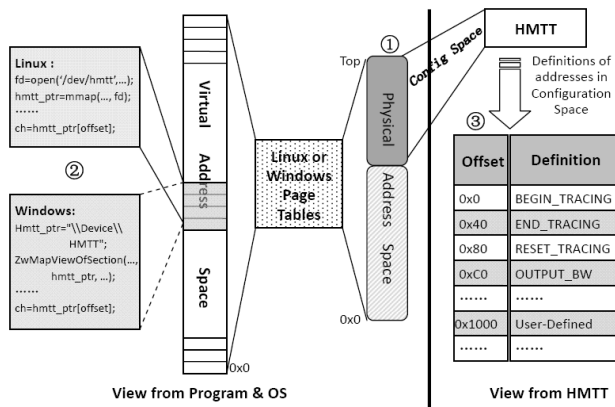 Linux :
fd=open('/dev/hmtt',...);
hmtt_ptr=mmap(..., fd);
……
ch=hmtt_ptr[offset];
②
Windows:
Hmtt_ptr="\\Device\\
HMTT";
ZwMapViewOfSection(...,
hmtt_ptr, ...);
……
ch=hmtt_ptr[offset];
Virtual Address Space
0x0
Linux or
Windows
Page
Tables
①
Top
Physical Address Space
0x0
Config Space
View from Program & OS
HMTT
Definitions of
addresses in
Configuration
Space
③
Offset Definition
0x0 BEGIN_TRACING
0x40 END_TRACING
0x80 RESET_TRACING
0xC0 OUTPUT_BW
…… ……
0x1000 User-Defined
…… ……
View from HMTT